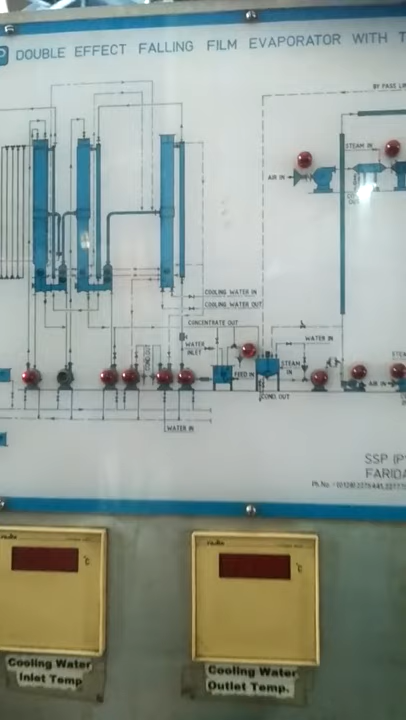 DOUBLE EFFECT FALLING FILM EVAPORATOR WITH T
BY PASS LI
STEAM IN
AIR IN
COOLING WATER IN
COOLING WATER OUT
CONCENTRATE OUT
WATER IN
WATER
INLET
STEAM
IN
FEED IN
AIR IN
STE
COND. OUT
WATER IN
SSP (P
FARIDA
°C
°C
Cooling Water
Inlet Temp
Cooling Water
Outlet Temp.